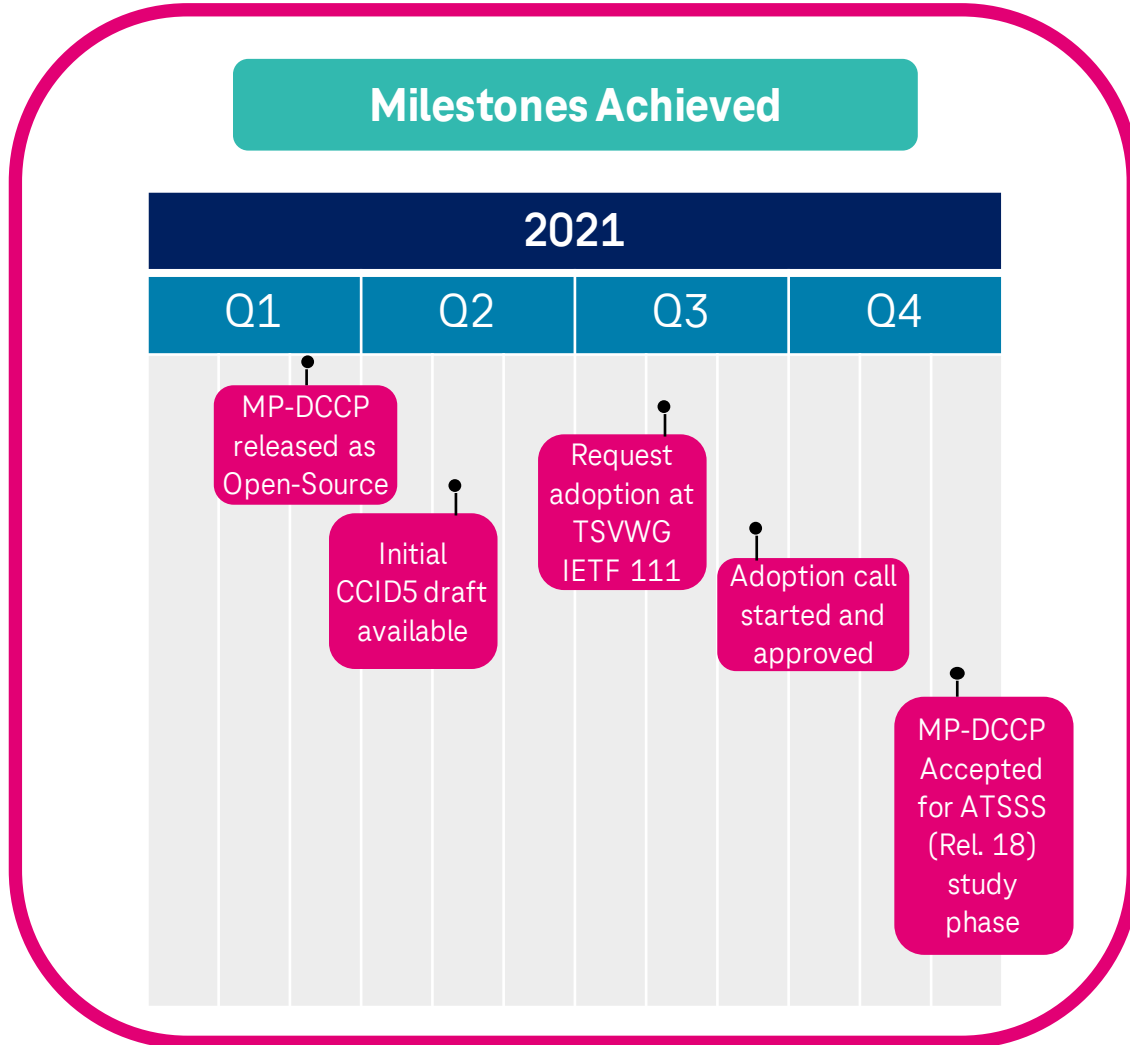 Milestones Achieved
2021
Q1
Q2
Q3
Q4
MP-DCCP
released as
Open-Source
Initial
CCID5 draft
available
Request
adoption at
TSVWG
IETF 111
Adoption call
started and
approved
MP-DCCP
Accepted
for ATSSS
(Rel. 18)
study
phase